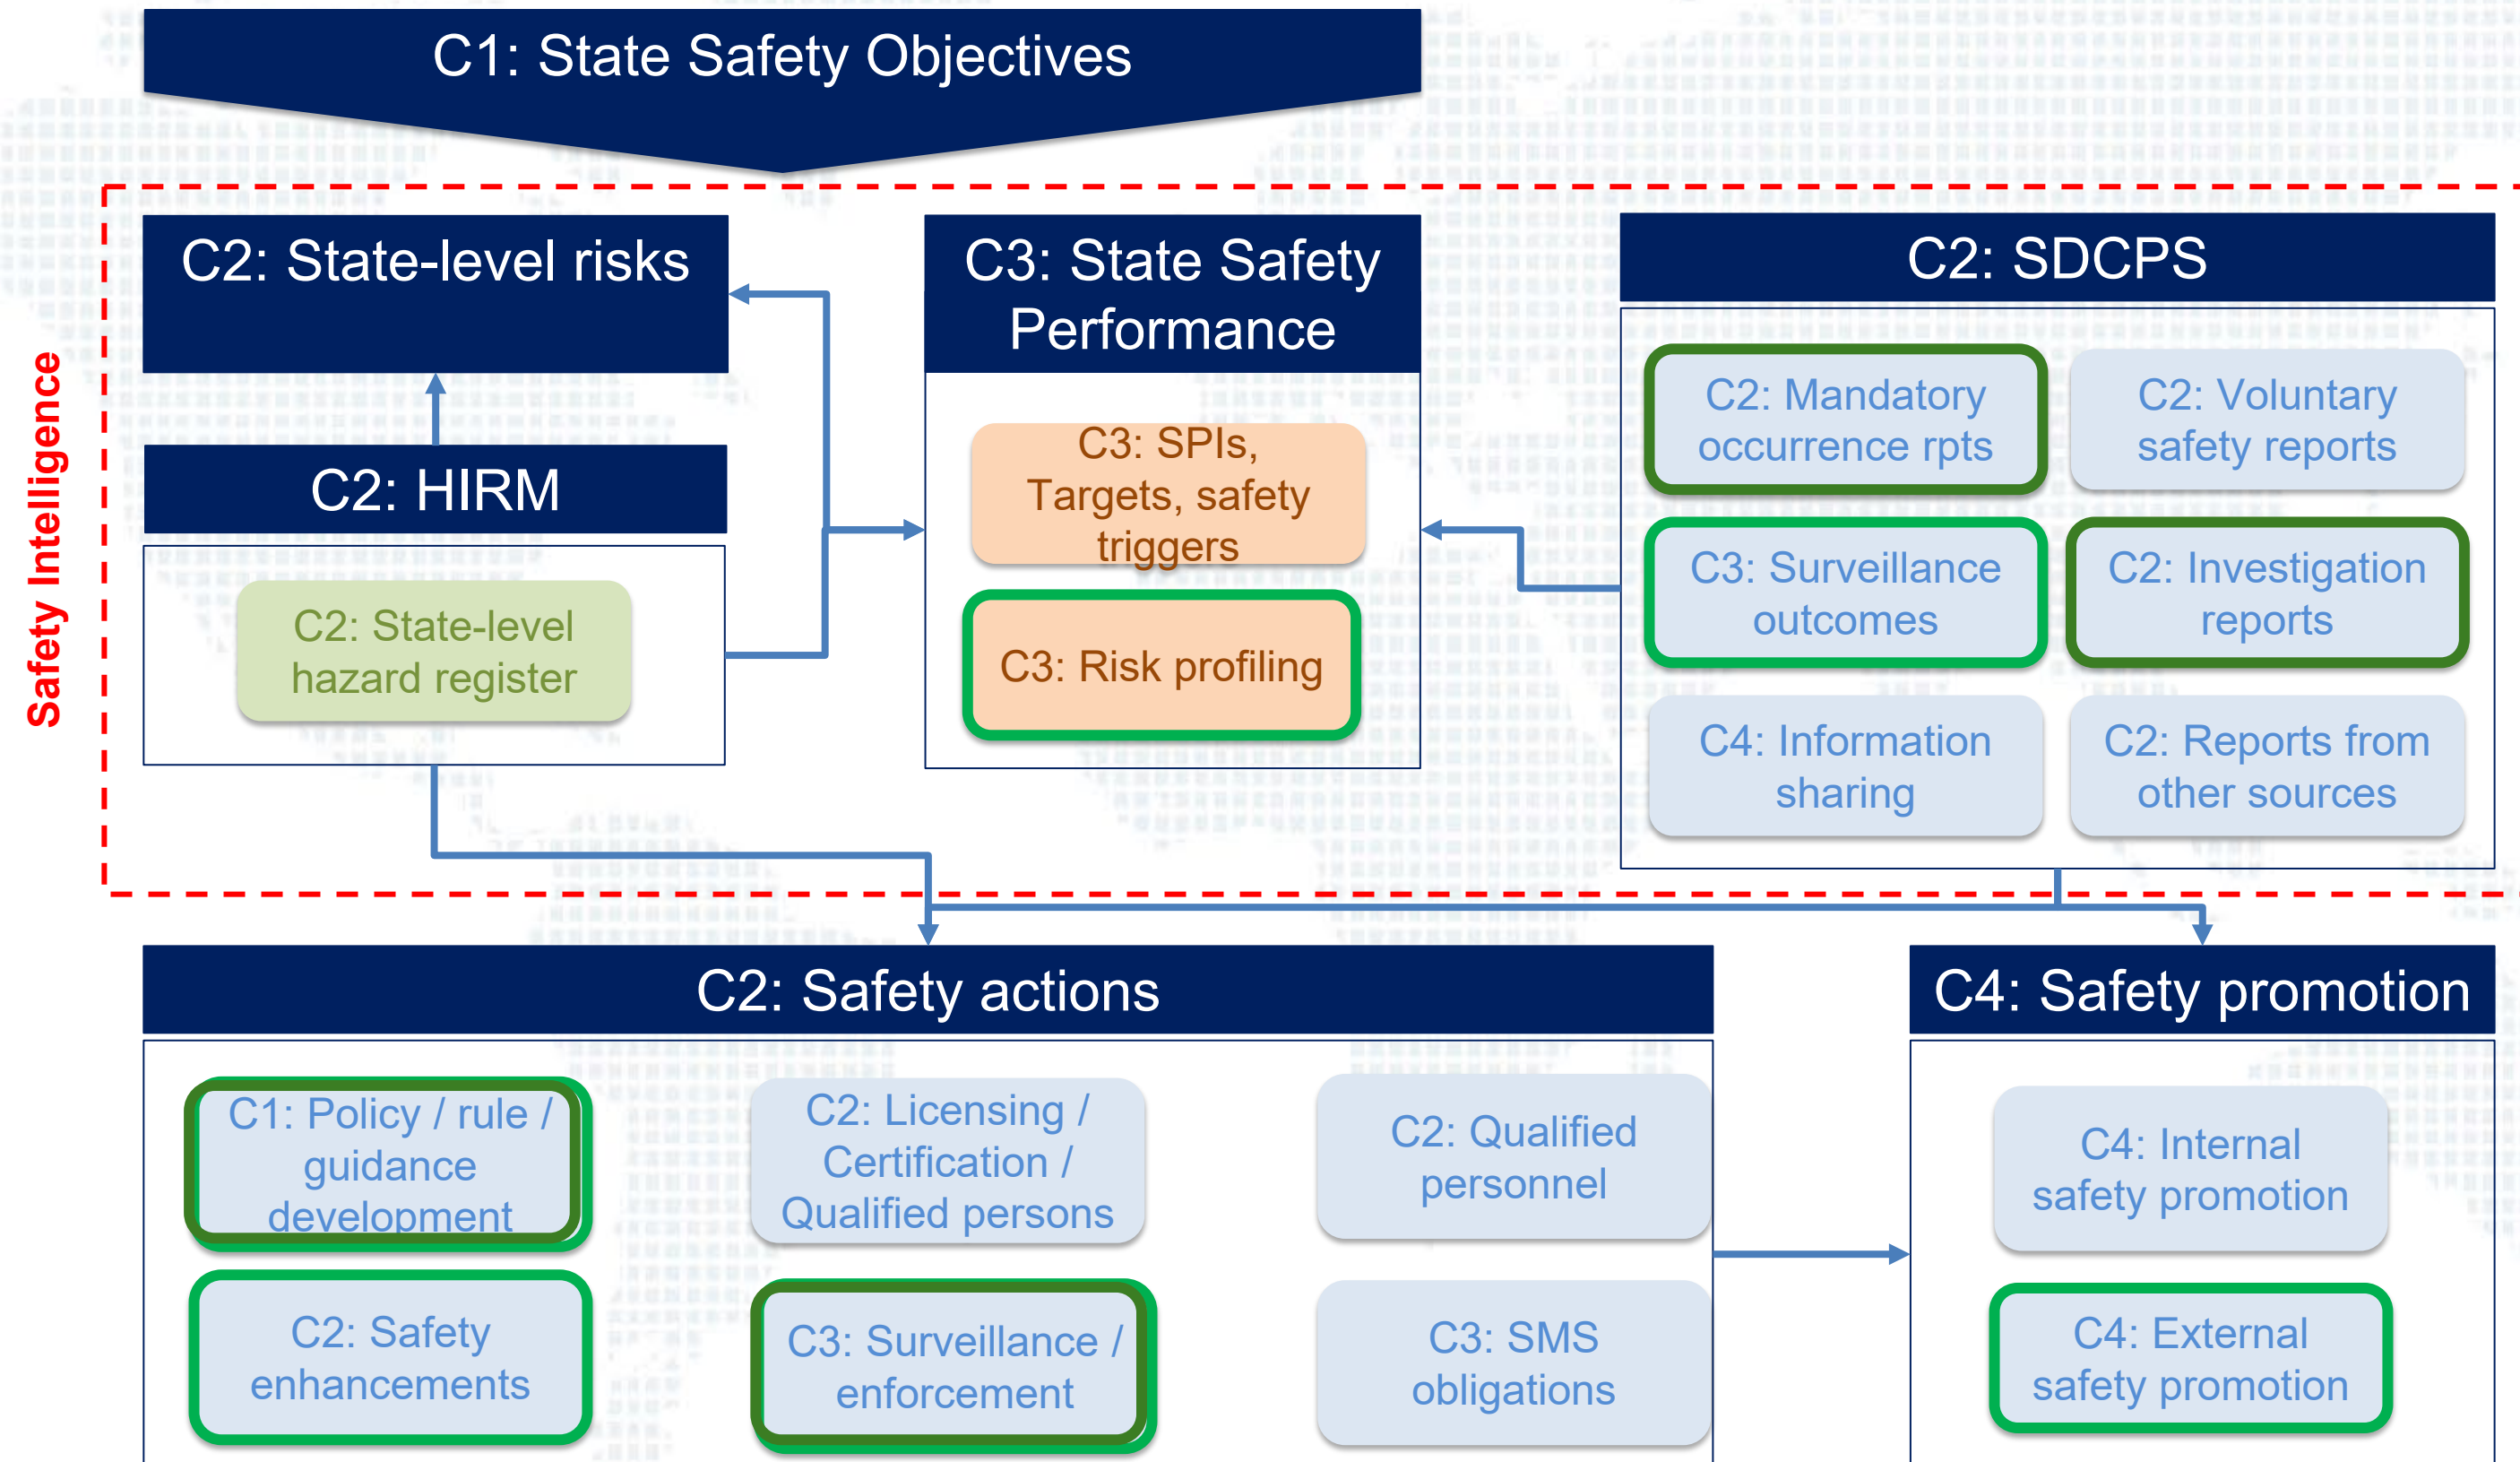 C1: State Safety Objectives
Safety Intelligence
C2: State-level risks
C2: HIRM
C2: State-level
hazard register
C3: State Safety
Performance
C3: SPIs,
Targets, safety
triggers
C3: Risk profiling
C2: SDCPS
C2: Mandatory
occurrence rpts
C2: Voluntary
safety reports
C3: Surveillance
outcomes
C2: Investigation
reports
C4: Information
sharing
C2: Reports from
other sources
C2: Safety actions
C1: Policy / rule /
guidance
development
C2: Licensing /
Certification /
Qualified persons
C2: Qualified
personnel
C2: Safety
enhancements
C3: Surveillance /
enforcement
C3: SMS
obligations
C4: Safety promotion
C4: Internal
safety promotion
C4: External
safety promotion